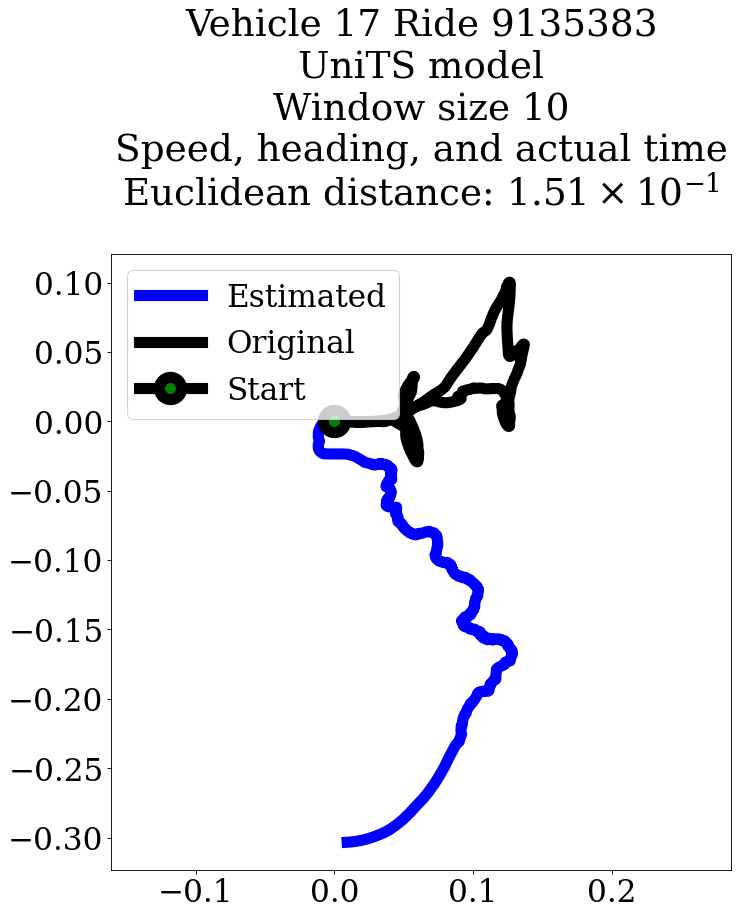 Vehicle 17 Ride 9135383
UniTS model
Window size 10
Speed, heading, and actual time
Euclidean distance: 1.51 × 10⁻¹
Estimated
Original
Start
0.10
0.05
0.00
−0.05
−0.10
−0.15
−0.20
−0.25
−0.30
−0.1 0.0 0.1 0.2